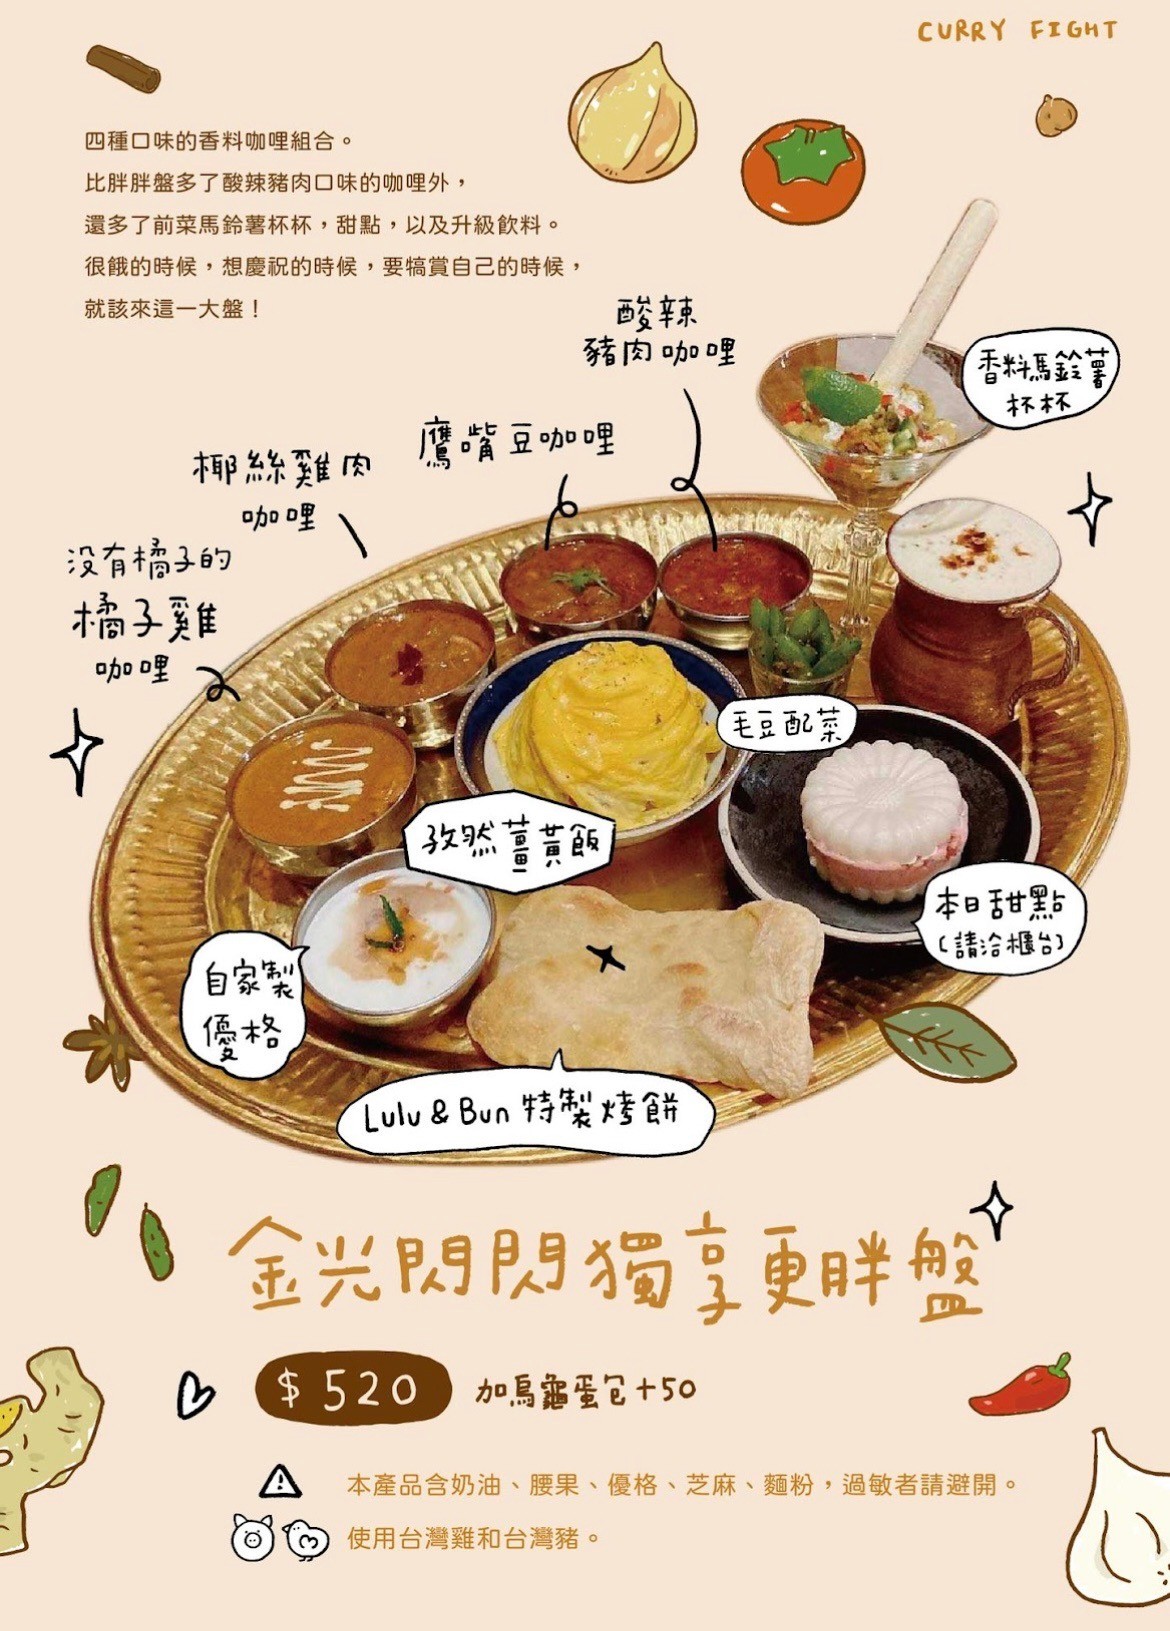 CURRY FIGHT
四種口味的香料咖哩組合。
比胖胖盤多了酸辣豬肉口味的咖哩外，
還多了前菜馬鈴薯杯杯，甜點，以及升級飲料。
很餓的時候，想慶祝的時候，要犒賞自己的時候，
就該來這一大盤！
酸辣
豬肉咖哩
香料馬鈴薯
杯杯
鷹嘴豆咖哩
椰絲雞肉
咖哩
沒有橘子的
橘子雞
咖哩
毛豆配菜
孜然薑黃飯
本日甜點
(請洽櫃台)
自家製
優格
Lulu & Bun 特製烤餅
金光閃閃獨享更胖盤
$ 520
加烏龜蛋包+50
本產品含奶油、腰果、優格、芝麻、麵粉，過敏者請避開。
使用台灣雞和台灣豬。